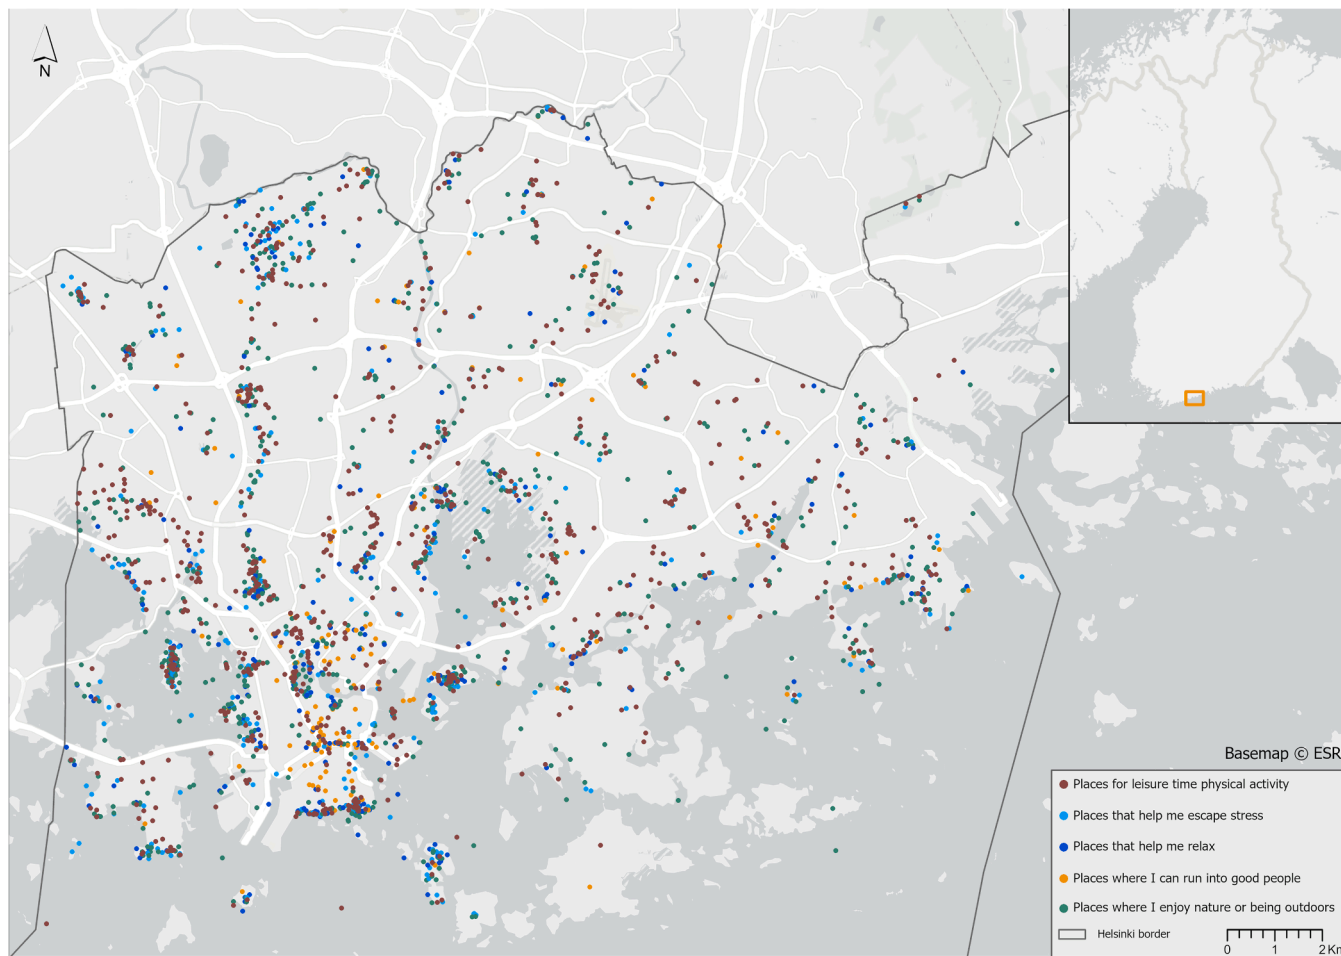 N
Basemap © ESR
Places for leisure time physical activity
Places that help me escape stress
Places that help me relax
Places where I can run into good people
Places where I enjoy nature or being outdoors
Helsinki border
0 1 2 Km